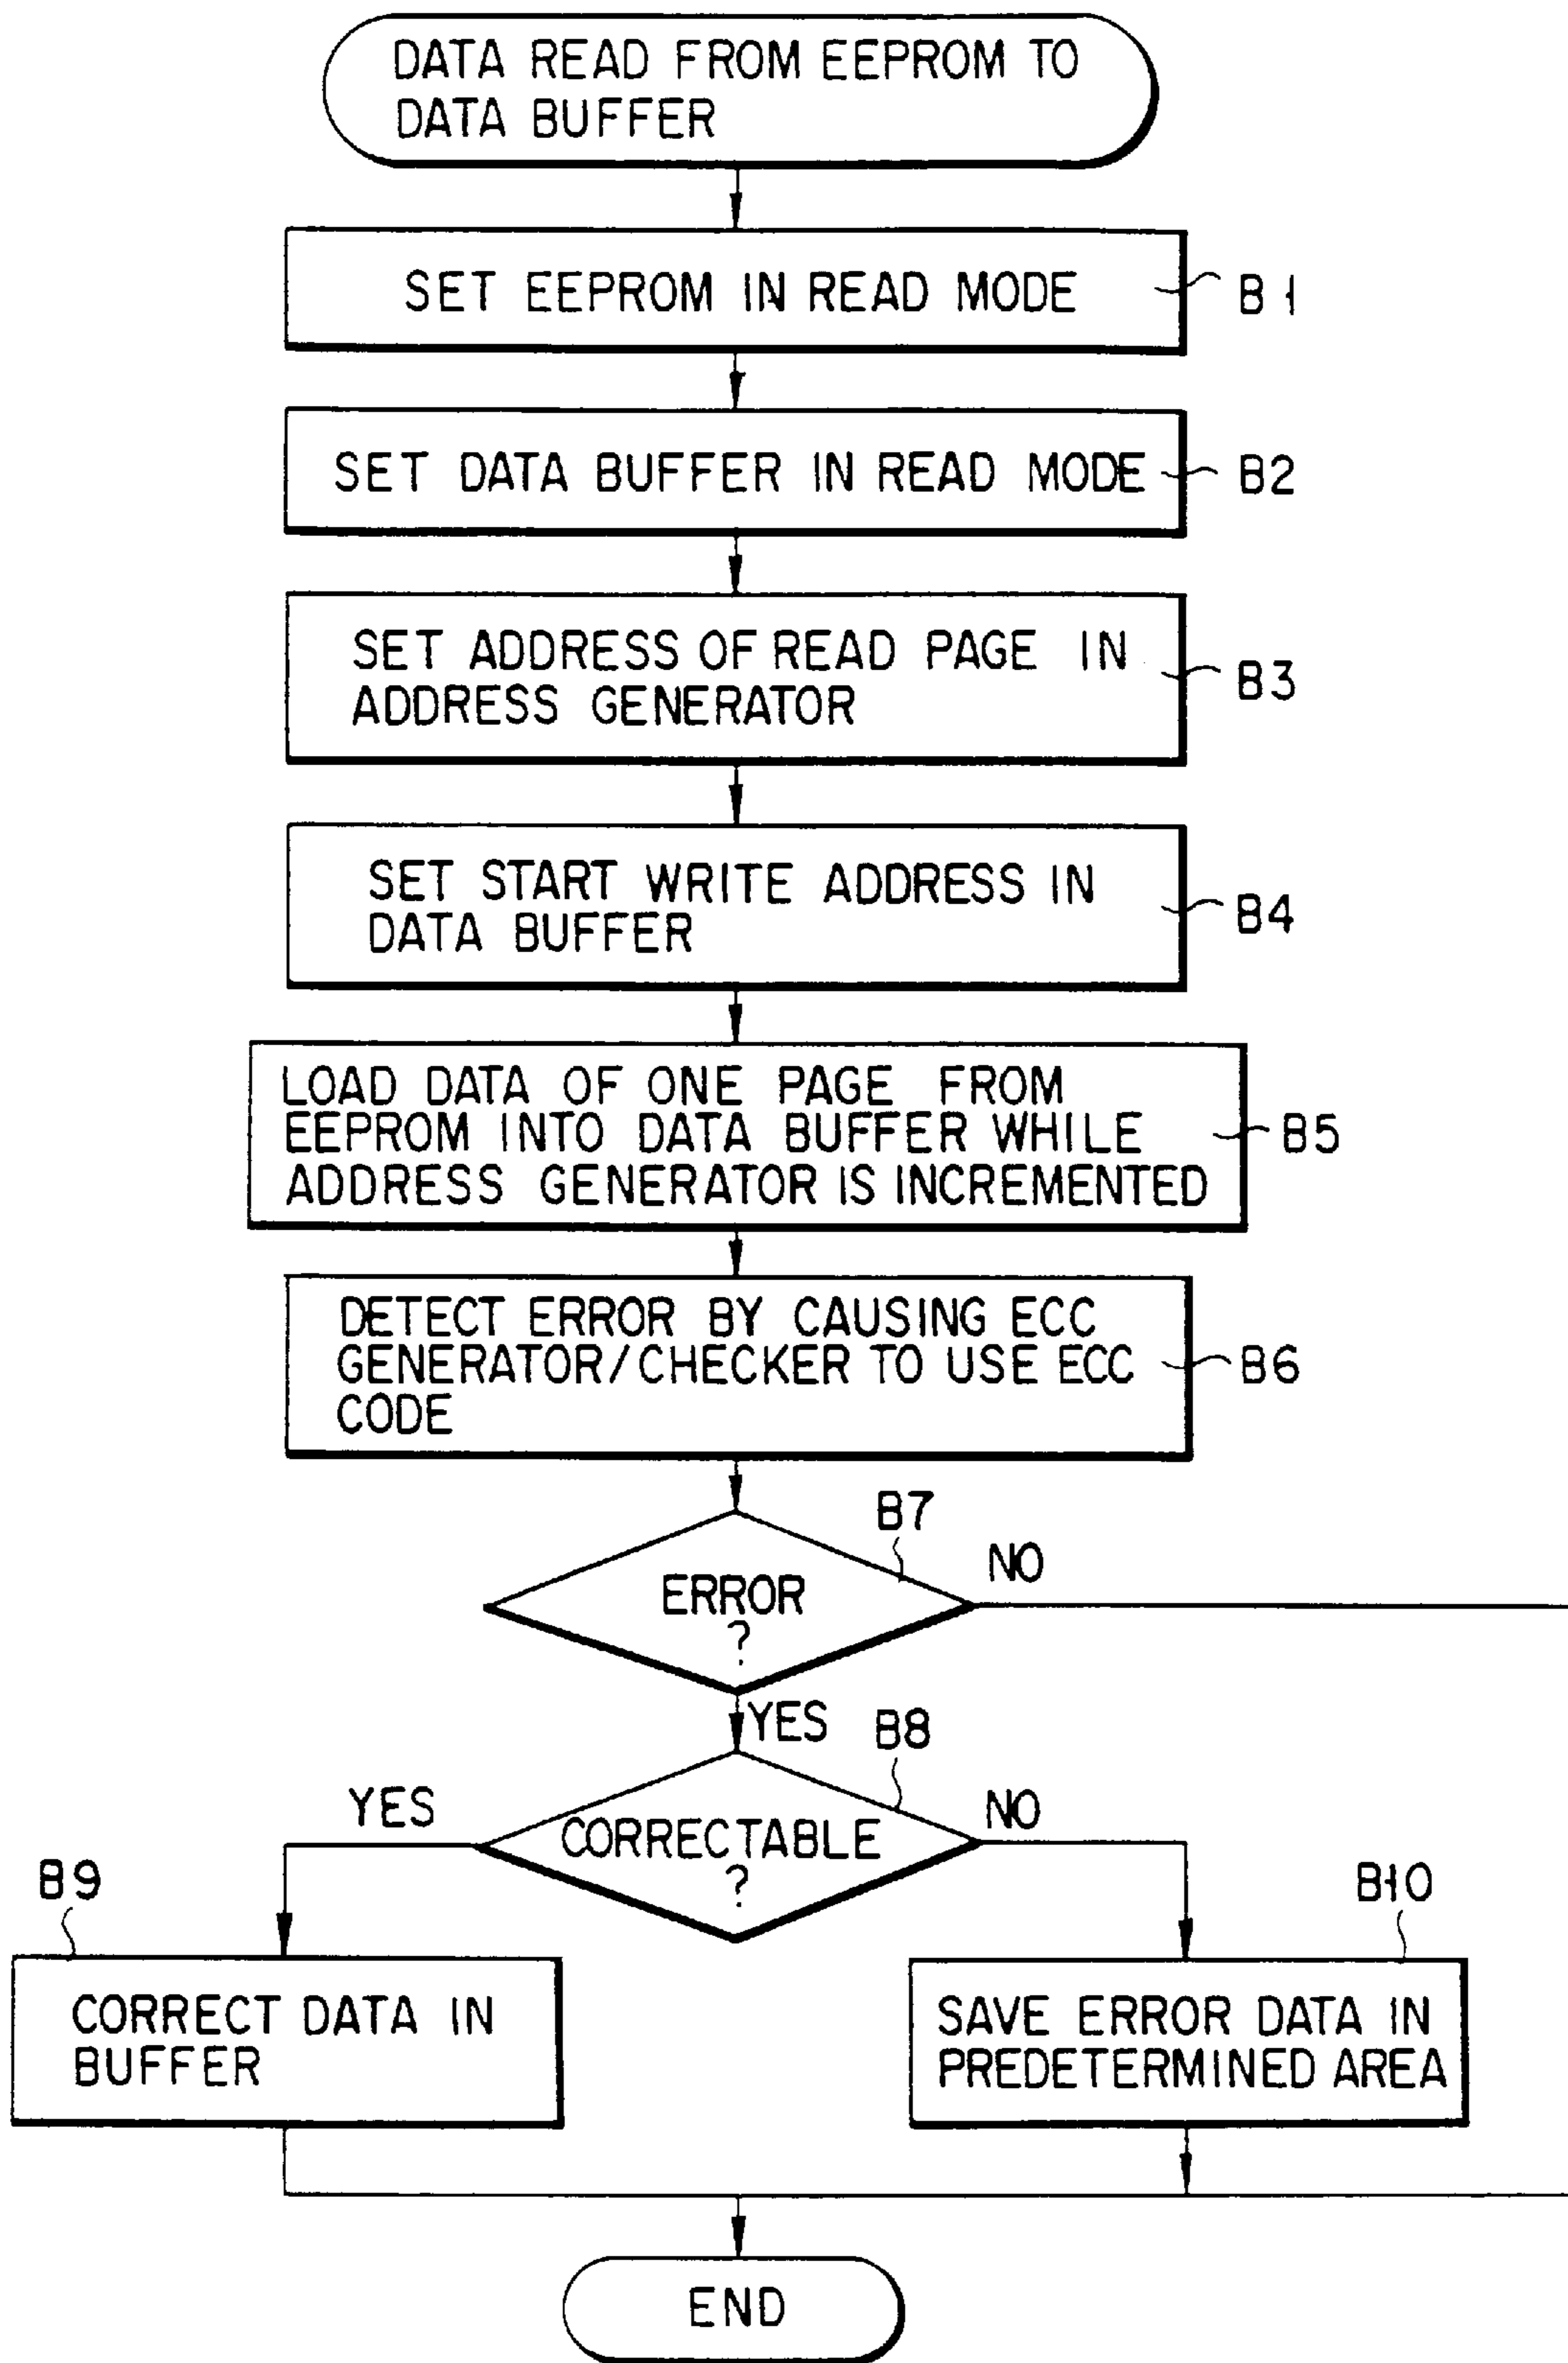 DATA READ FROM EEPROM TO
DATA BUFFER
SET EEPROM IN READ MODE
B1
SET DATA BUFFER IN READ MODE
B2
SET ADDRESS OF READ PAGE IN
ADDRESS GENERATOR
B3
SET START WRITE ADDRESS IN
DATA BUFFER
B4
LOAD DATA OF ONE PAGE FROM
EEPROM INTO DATA BUFFER WHILE
ADDRESS GENERATOR IS INCREMENTED
B5
DETECT ERROR BY CAUSING ECC
GENERATOR/CHECKER TO USE ECC
CODE
B6
B7
ERROR
?
NO
YES
B8
CORRECTABLE
?
YES
NO
B9
CORRECT DATA IN
BUFFER
B10
SAVE ERROR DATA IN
PREDETERMINED AREA
END